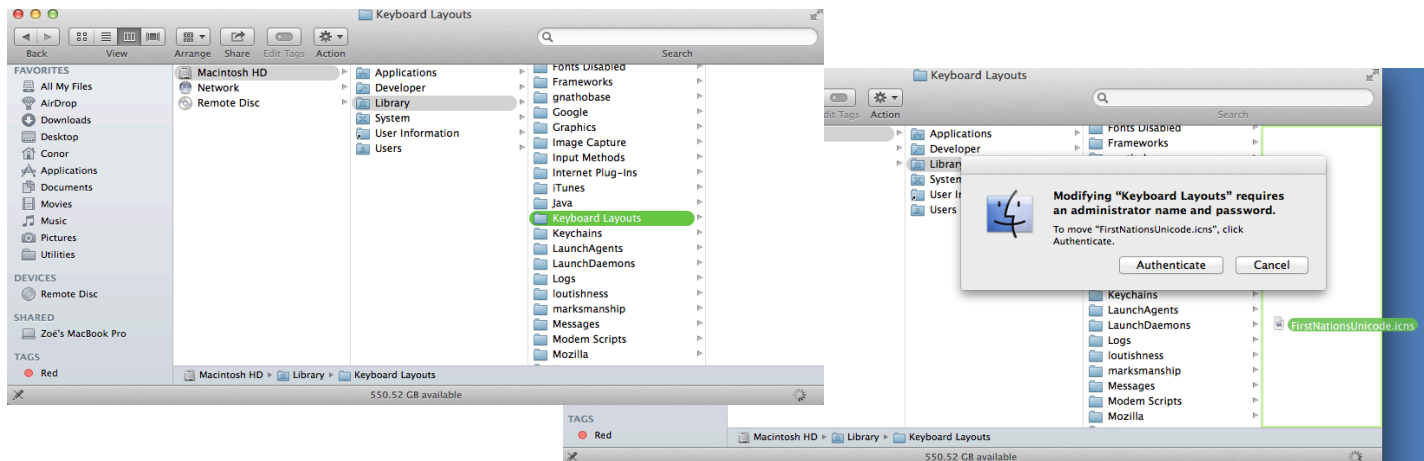 Keyboard Layouts
Back View Arrange Share Edit Tags Action Search
FAVORITES
All My Files
AirDrop
Downloads
Desktop
Conor
Applications
Documents
Movies
Music
Pictures
Utilities
DEVICES
Remote Disc
SHARED
Zoë's MacBook Pro
TAGS
Red
Macintosh HD
Network
Remote Disc
Applications
Developer
Library
System
User Information
Users
Fonts Disabled
Frameworks
gnathobase
Google
Graphics
Image Capture
Input Methods
Internet Plug-Ins
iTunes
Java
Keyboard Layouts
Keychains
LaunchAgents
LaunchDaemons
Logs
loutishness
marksmanship
Messages
Modem Scripts
Mozilla
Macintosh HD Library Keyboard Layouts
550.52 GB available
Keyboard Layouts
dit Tags Action Search
Applications
Developer
Library
System
User Ir
Users
Fonts Disabled
Frameworks
Modifying “Keyboard Layouts” requires
an administrator name and password.
To move “FirstNationsUnicode.icns”, click
Authenticate.
Authenticate Cancel
Keychains
LaunchAgents
LaunchDaemons
Logs
loutishness
marksmanship
Messages
Modem Scripts
Mozilla
FirstNationsUnicode.icns
TAGS
Red
Macintosh HD Library Keyboard Layouts
550.52 GB available